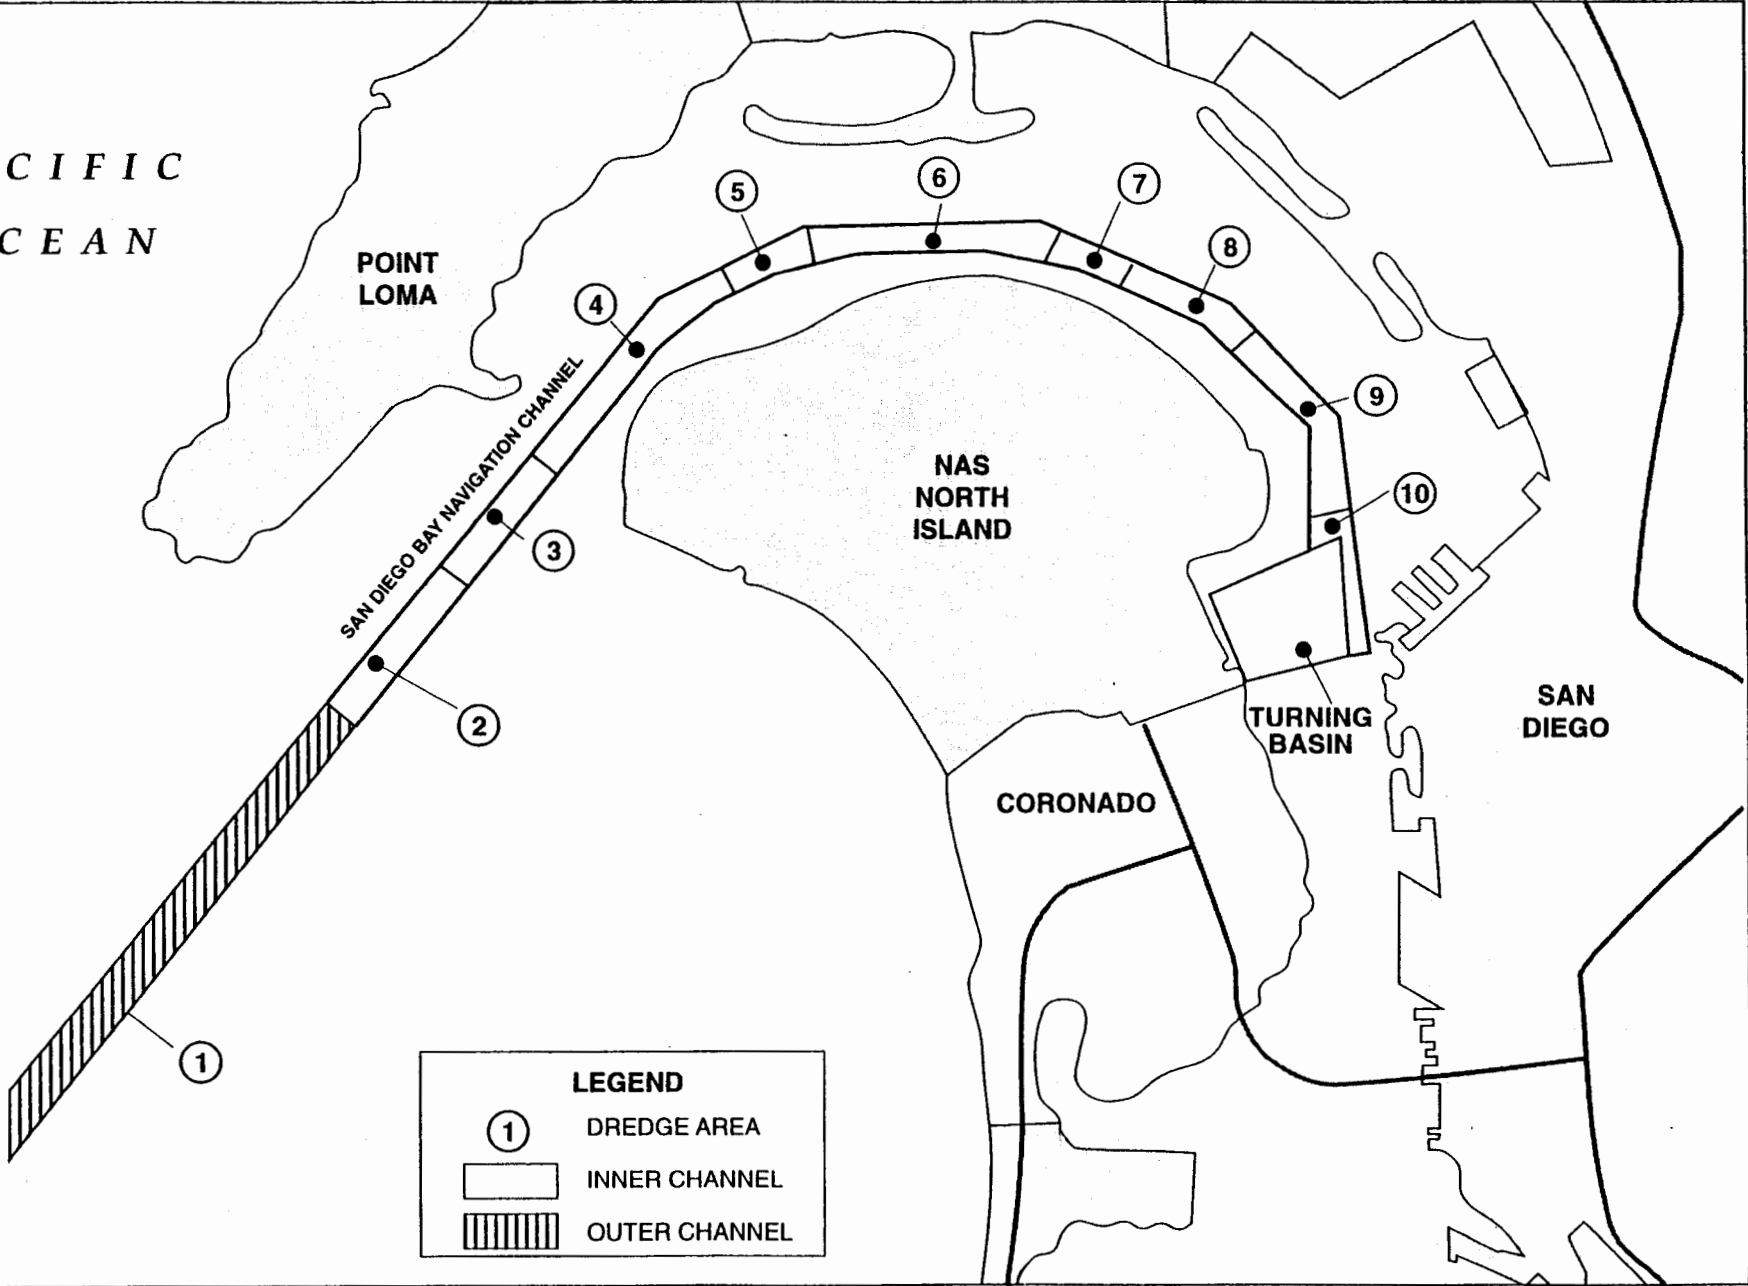 CIFIC
CEAN
POINT
LOMA
SAN DIEGO BAY NAVIGATION CHANNEL
5
6
7
8
4
9
10
3
2
1
NAS
NORTH
ISLAND
TURNING
BASIN
SAN
DIEGO
CORONADO
LEGEND
1 DREDGE AREA
INNER CHANNEL
OUTER CHANNEL